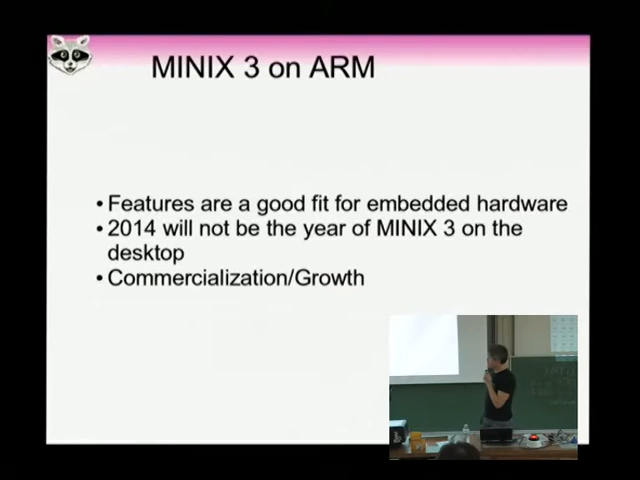 MINIX 3 on ARM
• Features are a good fit for embedded hardware
• 2014 will not be the year of MINIX 3 on the
desktop
• Commercialization/Growth